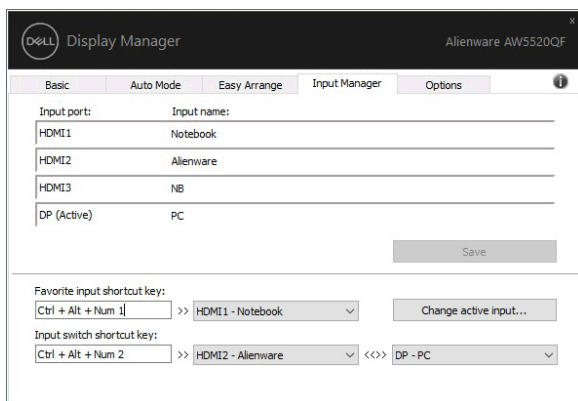 x
DELL Display Manager Alienware AW5520QF
Basic Auto Mode Easy Arrange Input Manager Options i
Input port: Input name:
HDMI1 Notebook
HDMI2 Alienware
HDMI3 NB
DP (Active) PC
Save
Favorite input shortcut key:
Ctrl + Alt + Num 1 >> HDMI1 - Notebook Change active input...
Input switch shortcut key:
Ctrl + Alt + Num 2 >> HDMI2 - Alienware <<>> DP - PC